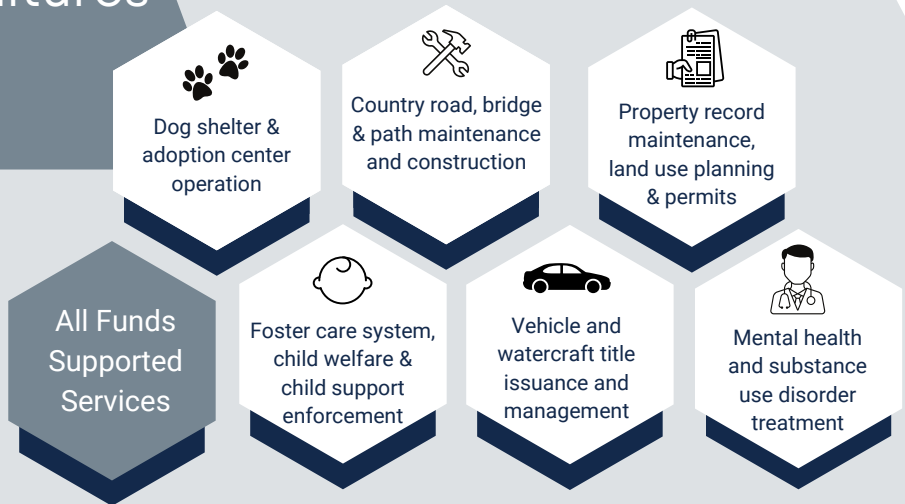 Dog shelter &
adoption center
operation
Country road, bridge
& path maintenance
and construction
Property record
maintenance,
land use planning
& permits
All Funds
Supported
Services
Foster care system,
child welfare &
child support
enforcement
Vehicle and
watercraft title
issuance and
management
Mental health
and substance
use disorder
treatment